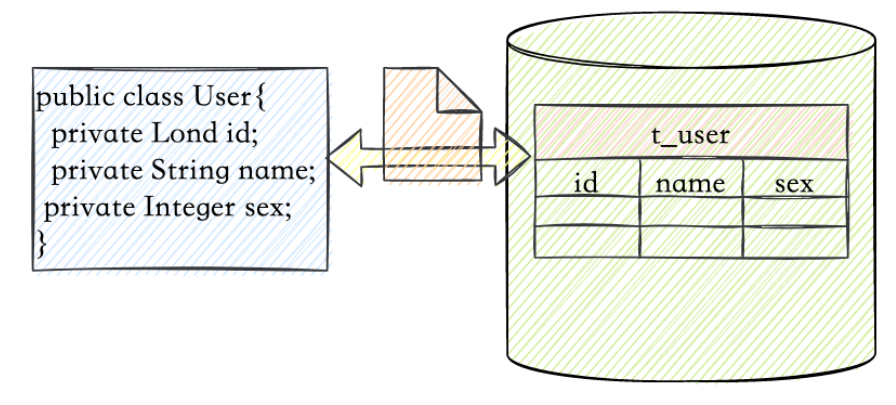 public class User{
private Lond id;
private String name;
private Integer sex;
}
t_user
id name sex